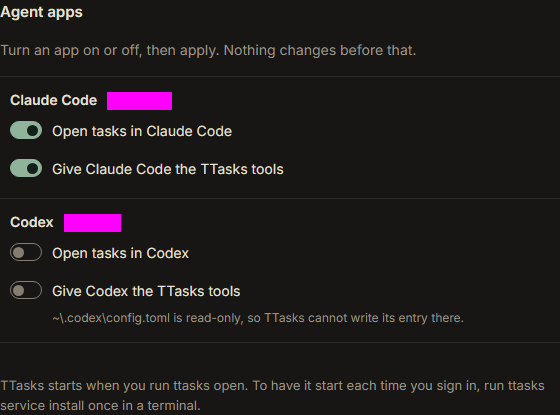 Agent apps
Turn an app on or off, then apply. Nothing changes before that.
Claude Code
Open tasks in Claude Code
Give Claude Code the TTasks tools
Codex
Open tasks in Codex
Give Codex the TTasks tools
~\.codex\config.toml is read-only, so TTasks cannot write its entry there.
TTasks starts when you run ttasks open. To have it start each time you sign in, run ttasks
service install once in a terminal.